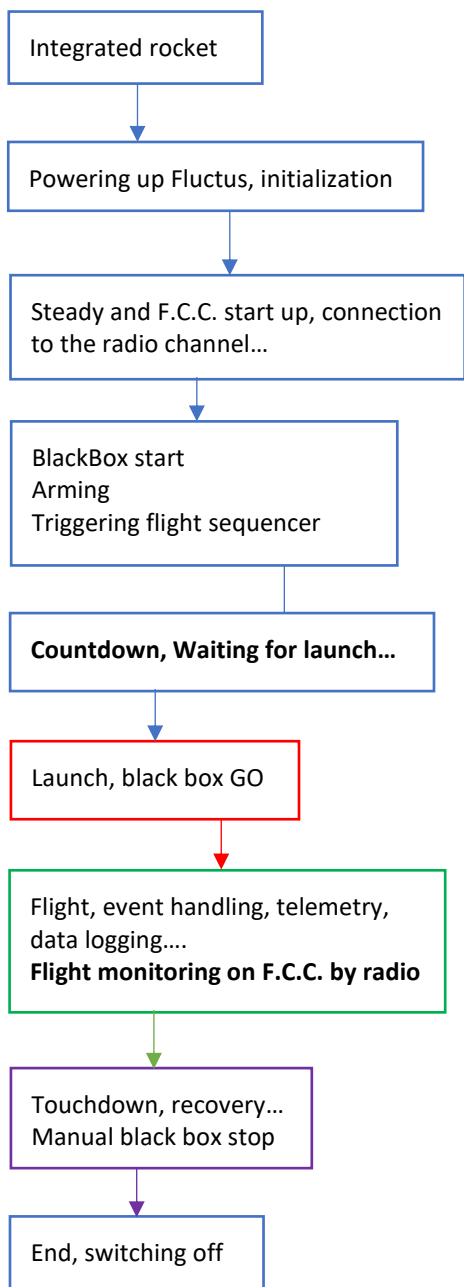 Integrated rocket
Powering up Fluctus, initialization
Steady and F.C.C. start up, connection
to the radio channel…
BlackBox start
Arming
Triggering flight sequencer
Countdown, Waiting for launch…
Launch, black box GO
Flight, event handling, telemetry,
data logging….
Flight monitoring on F.C.C. by radio
Touchdown, recovery…
Manual black box stop
End, switching off